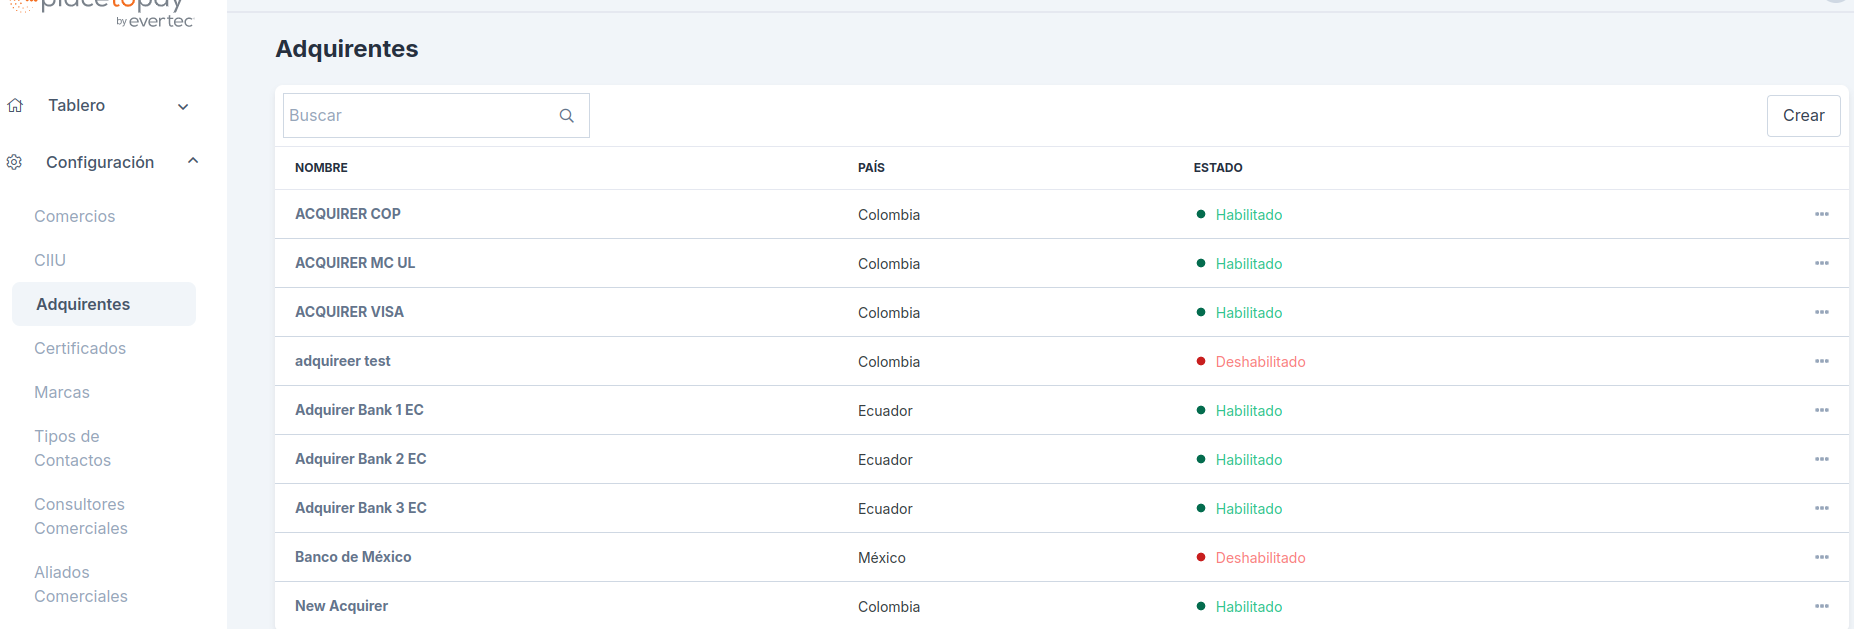 placetopay
by evertec
Adquirentes
Tablero
Configuración
Comercios
CIIU
Adquirentes
Certificados
Marcas
Tipos de
Contactos
Consultores
Comerciales
Aliados
Comerciales
Buscar
Crear
NOMBRE PAÍS ESTADO
ACQUIRER COP Colombia Habilitado
ACQUIRER MC UL Colombia Habilitado
ACQUIRER VISA Colombia Habilitado
adquireer test Colombia Deshabilitado
Adquirer Bank 1 EC Ecuador Habilitado
Adquirer Bank 2 EC Ecuador Habilitado
Adquirer Bank 3 EC Ecuador Habilitado
Banco de México México Deshabilitado
New Acquirer Colombia Habilitado